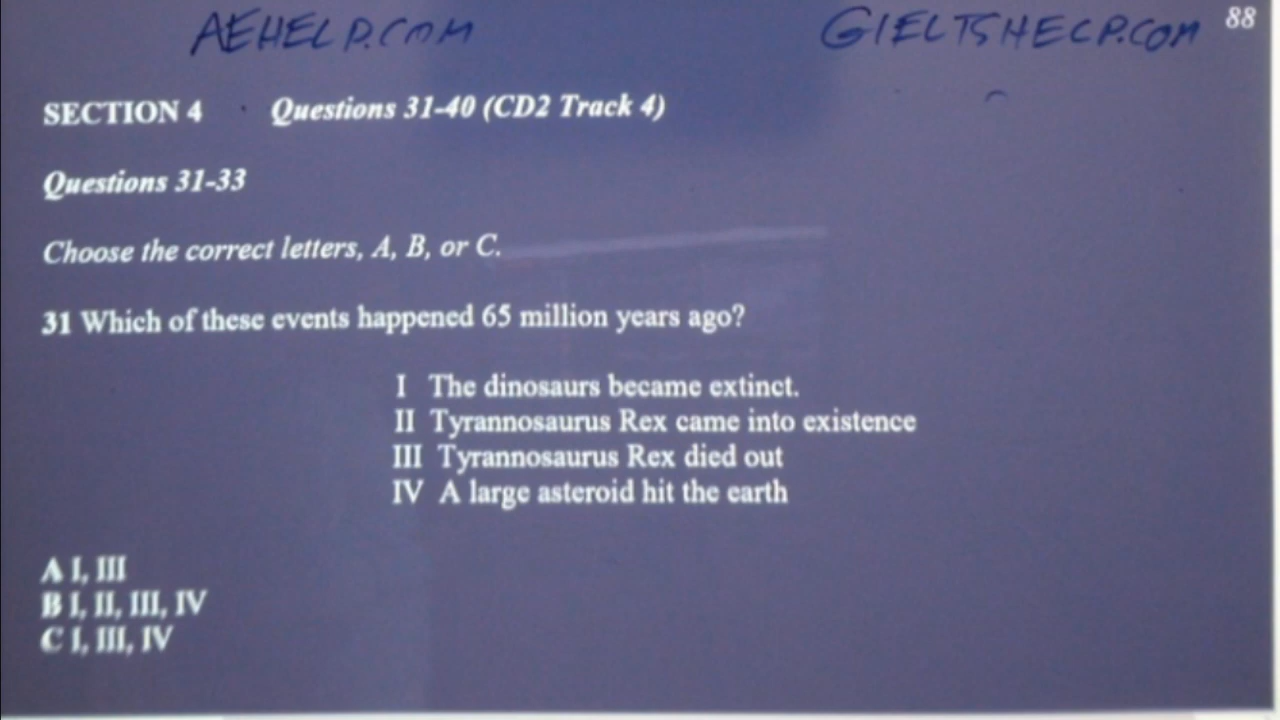 AEHELP.COM GIELTSHELP.COM 88
SECTION 4 Questions 31-40 (CD2 Track 4)
Questions 31-33
Choose the correct letters, A, B, or C.
31 Which of these events happened 65 million years ago?
I The dinosaurs became extinct.
II Tyrannosaurus Rex came into existence
III Tyrannosaurus Rex died out
IV A large asteroid hit the earth
A I, III
B I, II, III, IV
C I, III, IV